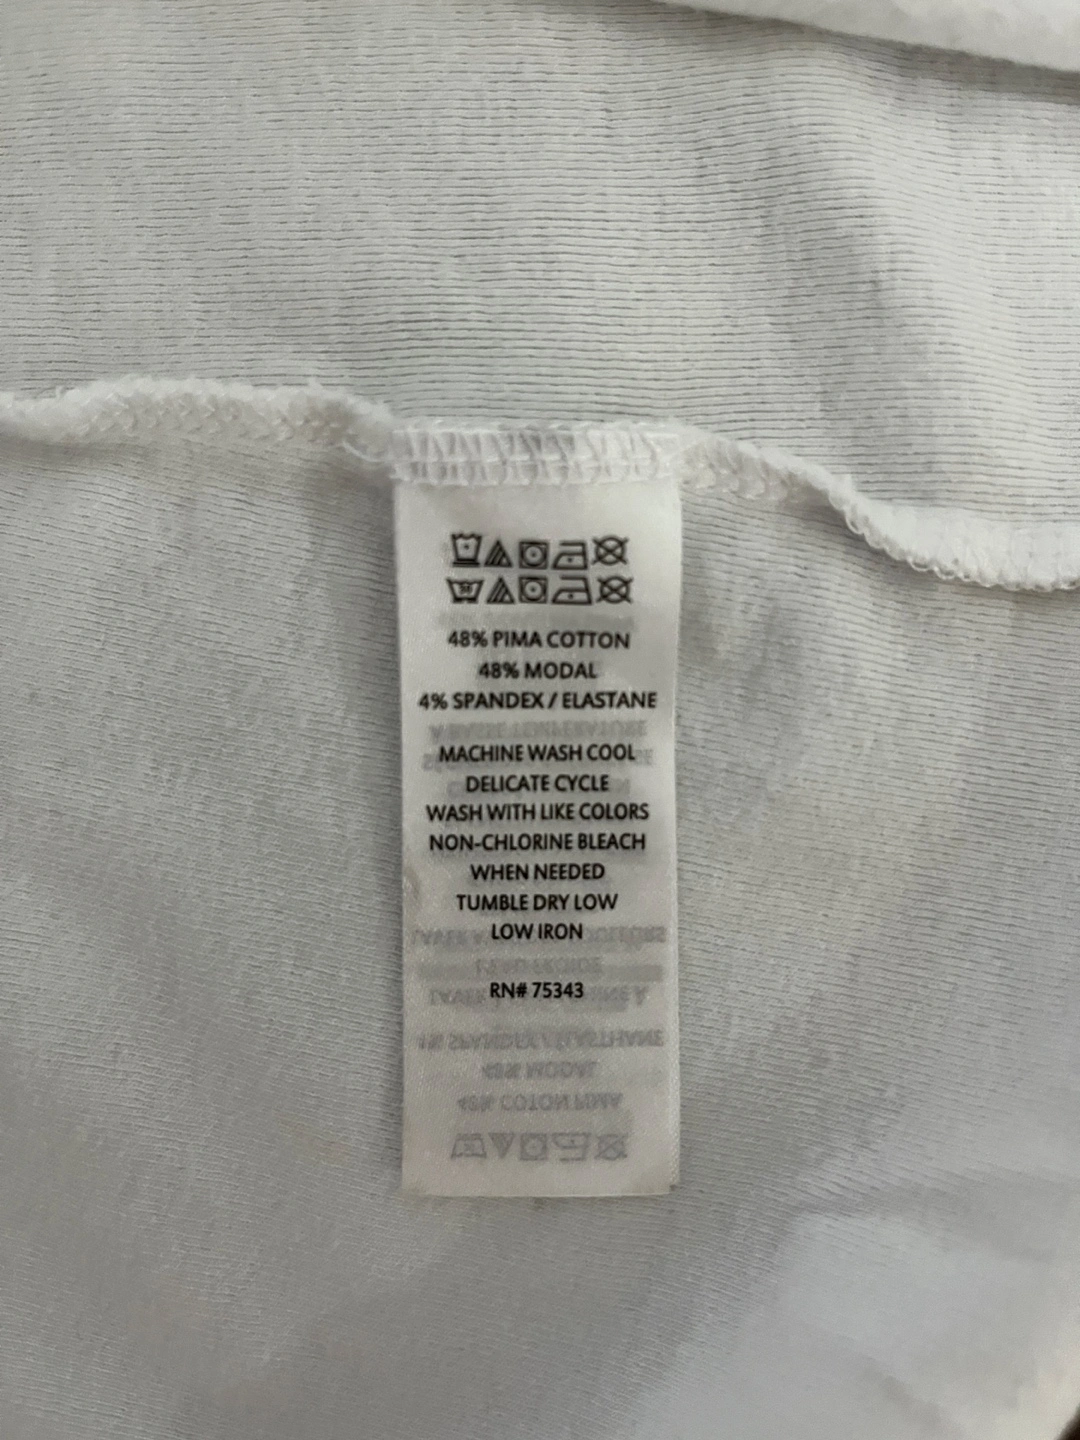 48% PIMA COTTON
48% MODAL
4% SPANDEX / ELASTANE
MACHINE WASH COOL
DELICATE CYCLE
WASH WITH LIKE COLORS
NON-CHLORINE BLEACH
WHEN NEEDED
TUMBLE DRY LOW
LOW IRON
RN# 75343